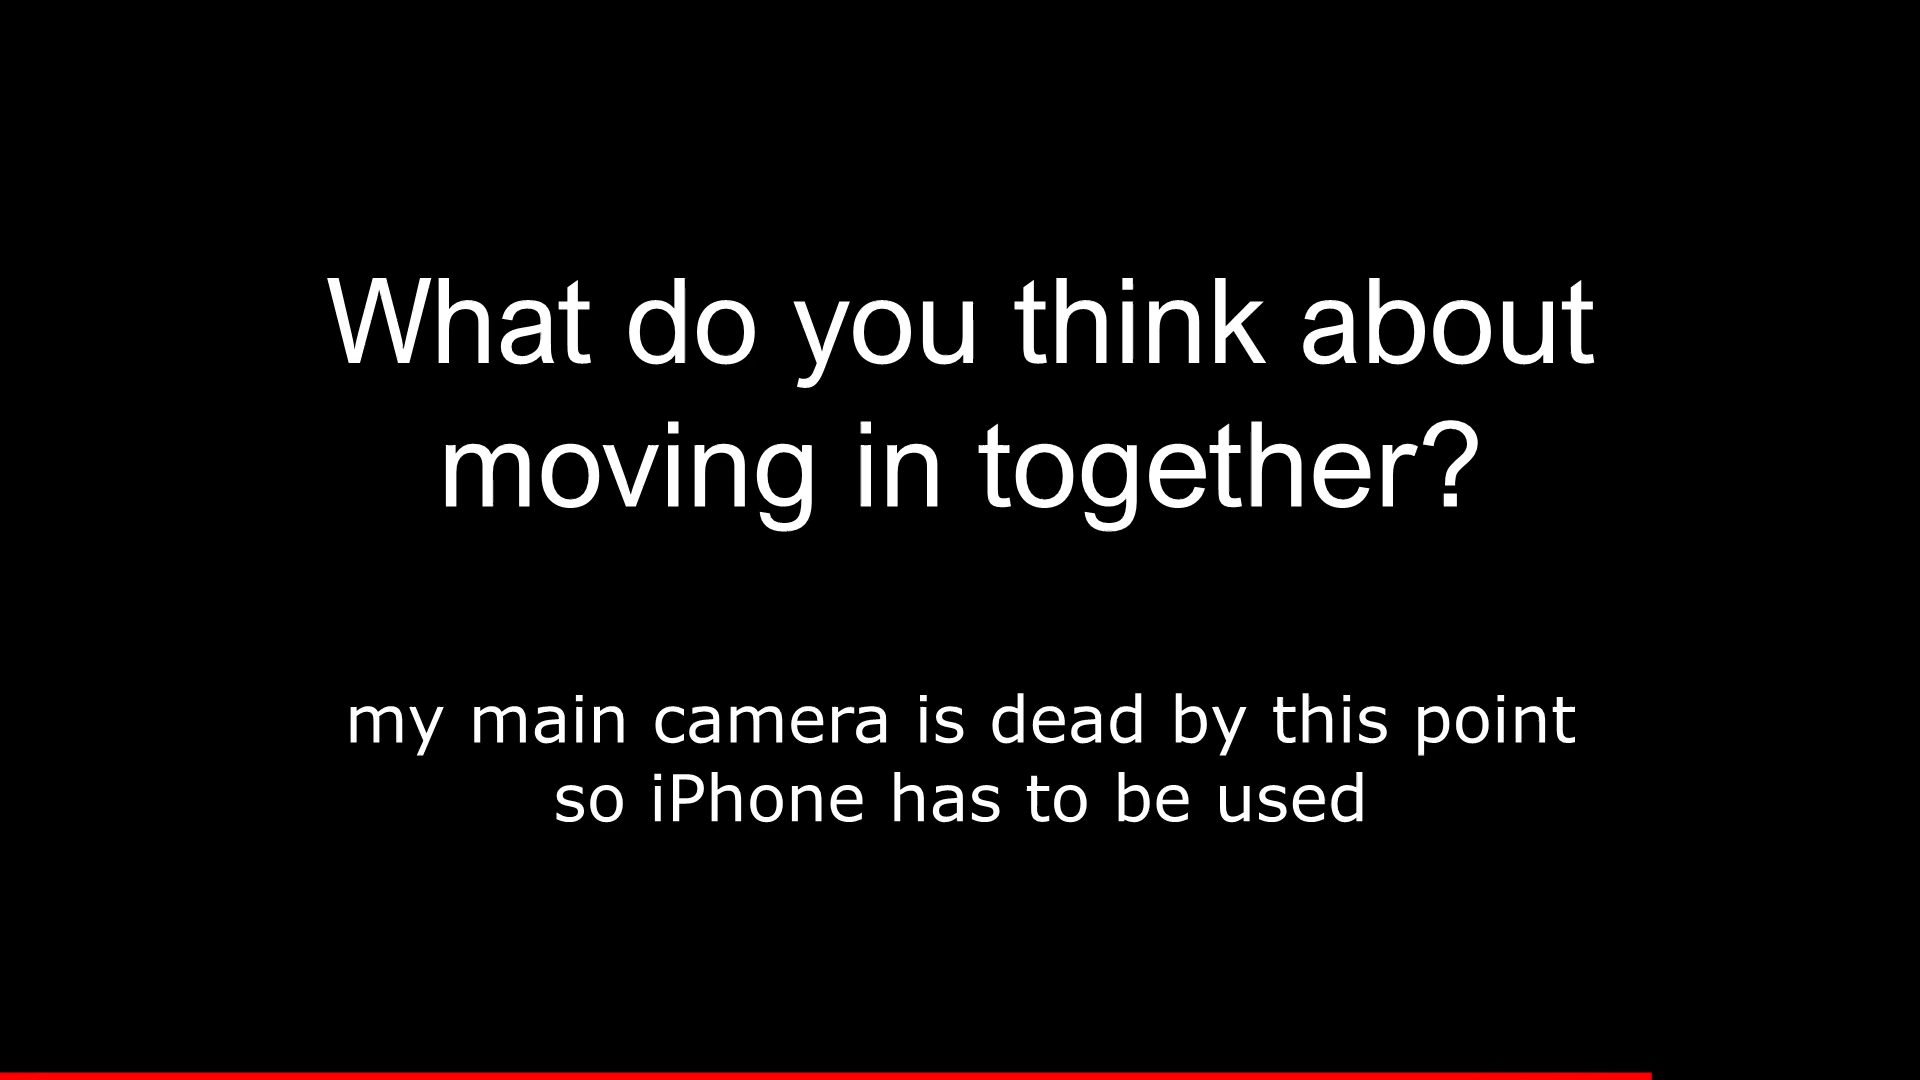 What do you think about
moving in together?
my main camera is dead by this point
so iPhone has to be used